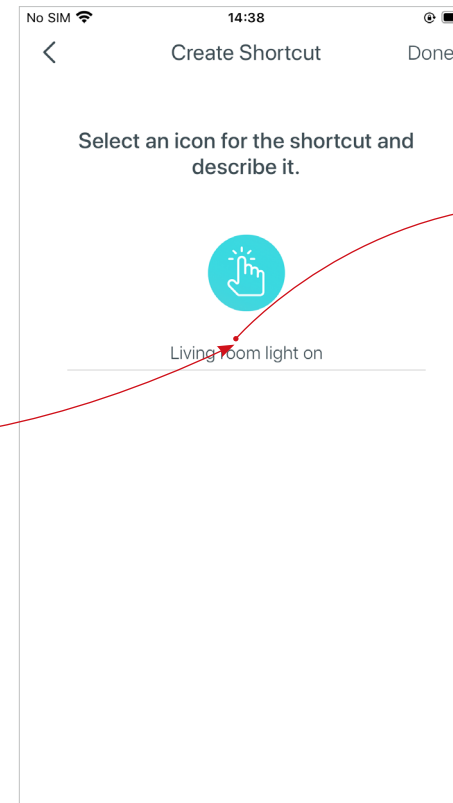 No SIM 14:38
Create Shortcut Done
Select an icon for the shortcut and
describe it.
Living room light on